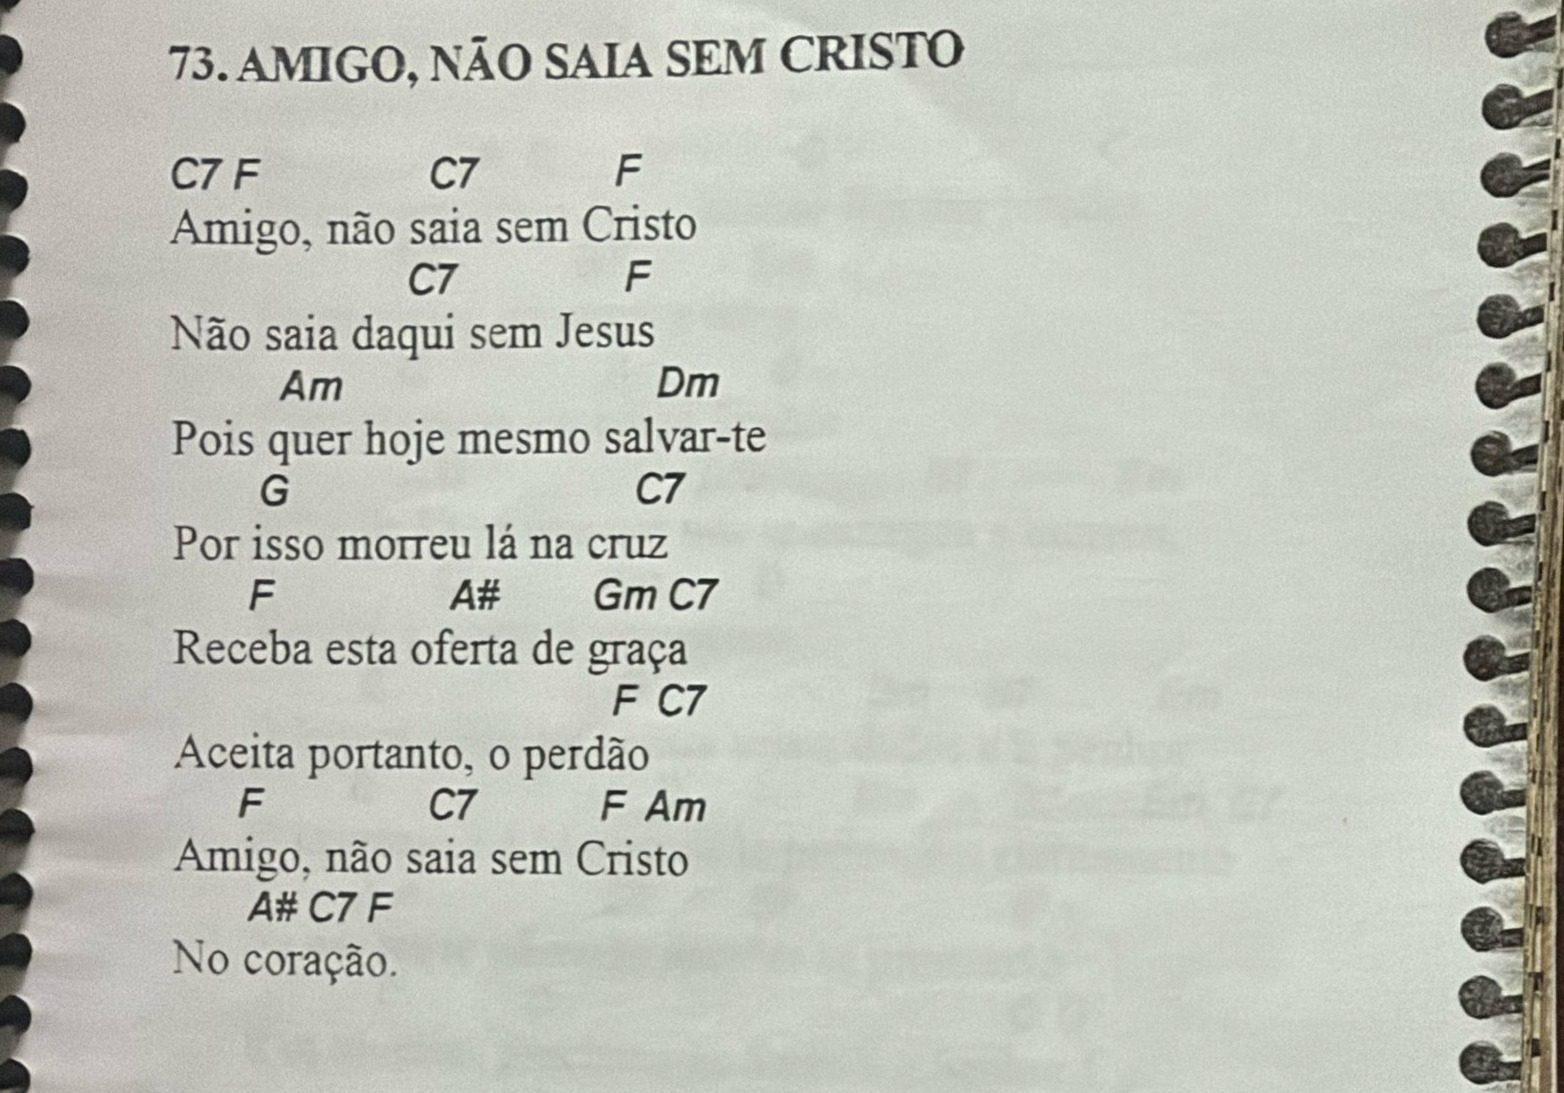 73. AMIGO, NÃO SAIA SEM CRISTO
C7 F C7 F
Amigo, não saia sem Cristo
C7 F
Não saia daqui sem Jesus
Am Dm
Pois quer hoje mesmo salvar-te
G C7
Por isso morreu lá na cruz
F A# Gm C7
Receba esta oferta de graça
F C7
Aceita portanto, o perdão
F C7 F Am
Amigo, não saia sem Cristo
A# C7 F
No coração.